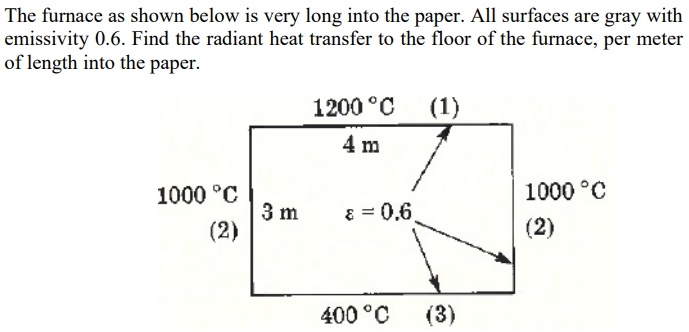 The furnace as shown below is very long into the paper. All surfaces are gray with
emissivity 0.6. Find the radiant heat transfer to the floor of the furnace, per meter
of length into the paper.
1200 °C (1)
4 m
1000 °C
(2)
3 m
ε = 0.6
1000 °C
(2)
400 °C (3)